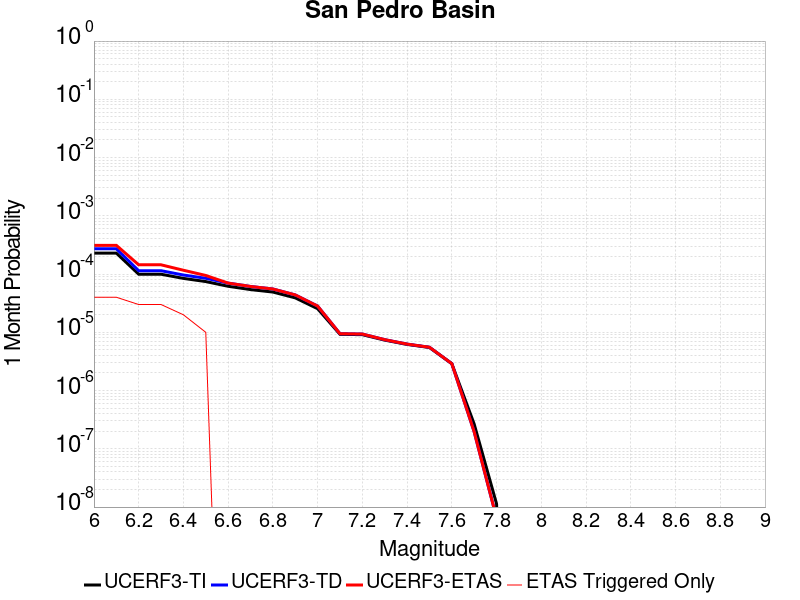 San Pedro Basin
10^0
10^-1
10^-2
10^-3
10^-4
10^-5
10^-6
10^-7
10^-8
1 Month Probability
6 6.2 6.4 6.6 6.8 7 7.2 7.4 7.6 7.8 8 8.2 8.4 8.6 8.8 9
Magnitude
UCERF3-TI UCERF3-TD UCERF3-ETAS ETAS Triggered Only